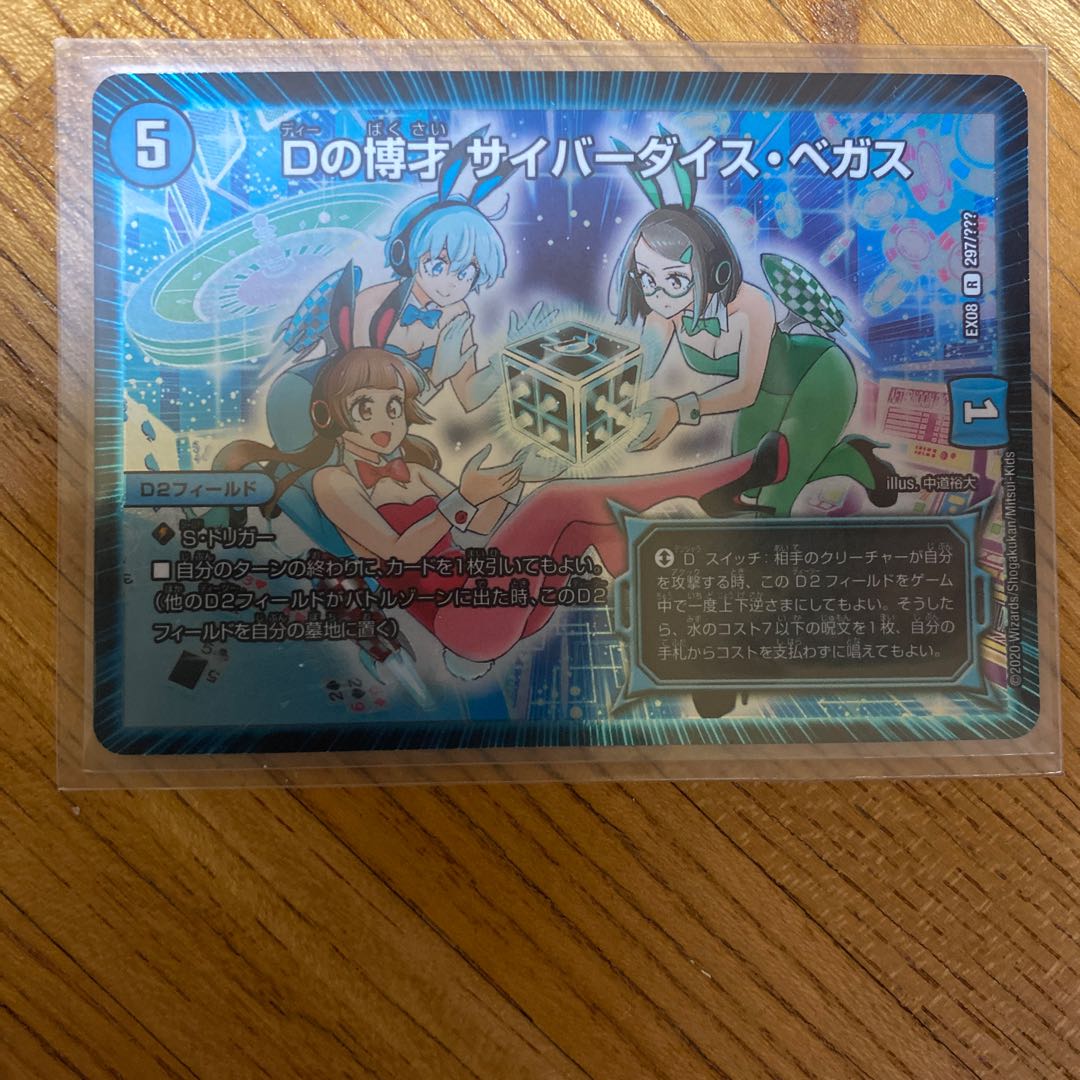 5
Dの博才 サイバーダイス・ベガス
ディー ばくさい
EX08 R 297/???
1
D2フィールド
illus. 中道裕大
S・トリガー
■自分のターンの終わりに、カードを1枚引いてもよい。
(他のD2フィールドがバトルゾーンに出た時、このD2
フィールドを自分の墓地に置く)
D スイッチ:相手のクリーチャーが自分
を攻撃する時、この D2 フィールドをゲーム
中で一度上下逆さまにしてもよい。そうした
ら、水のコスト7以下の呪文を1枚、自分の
手札からコストを支払わずに唱えてもよい。
©2020 Wizards/Shogakukan/Mitsui-Kids